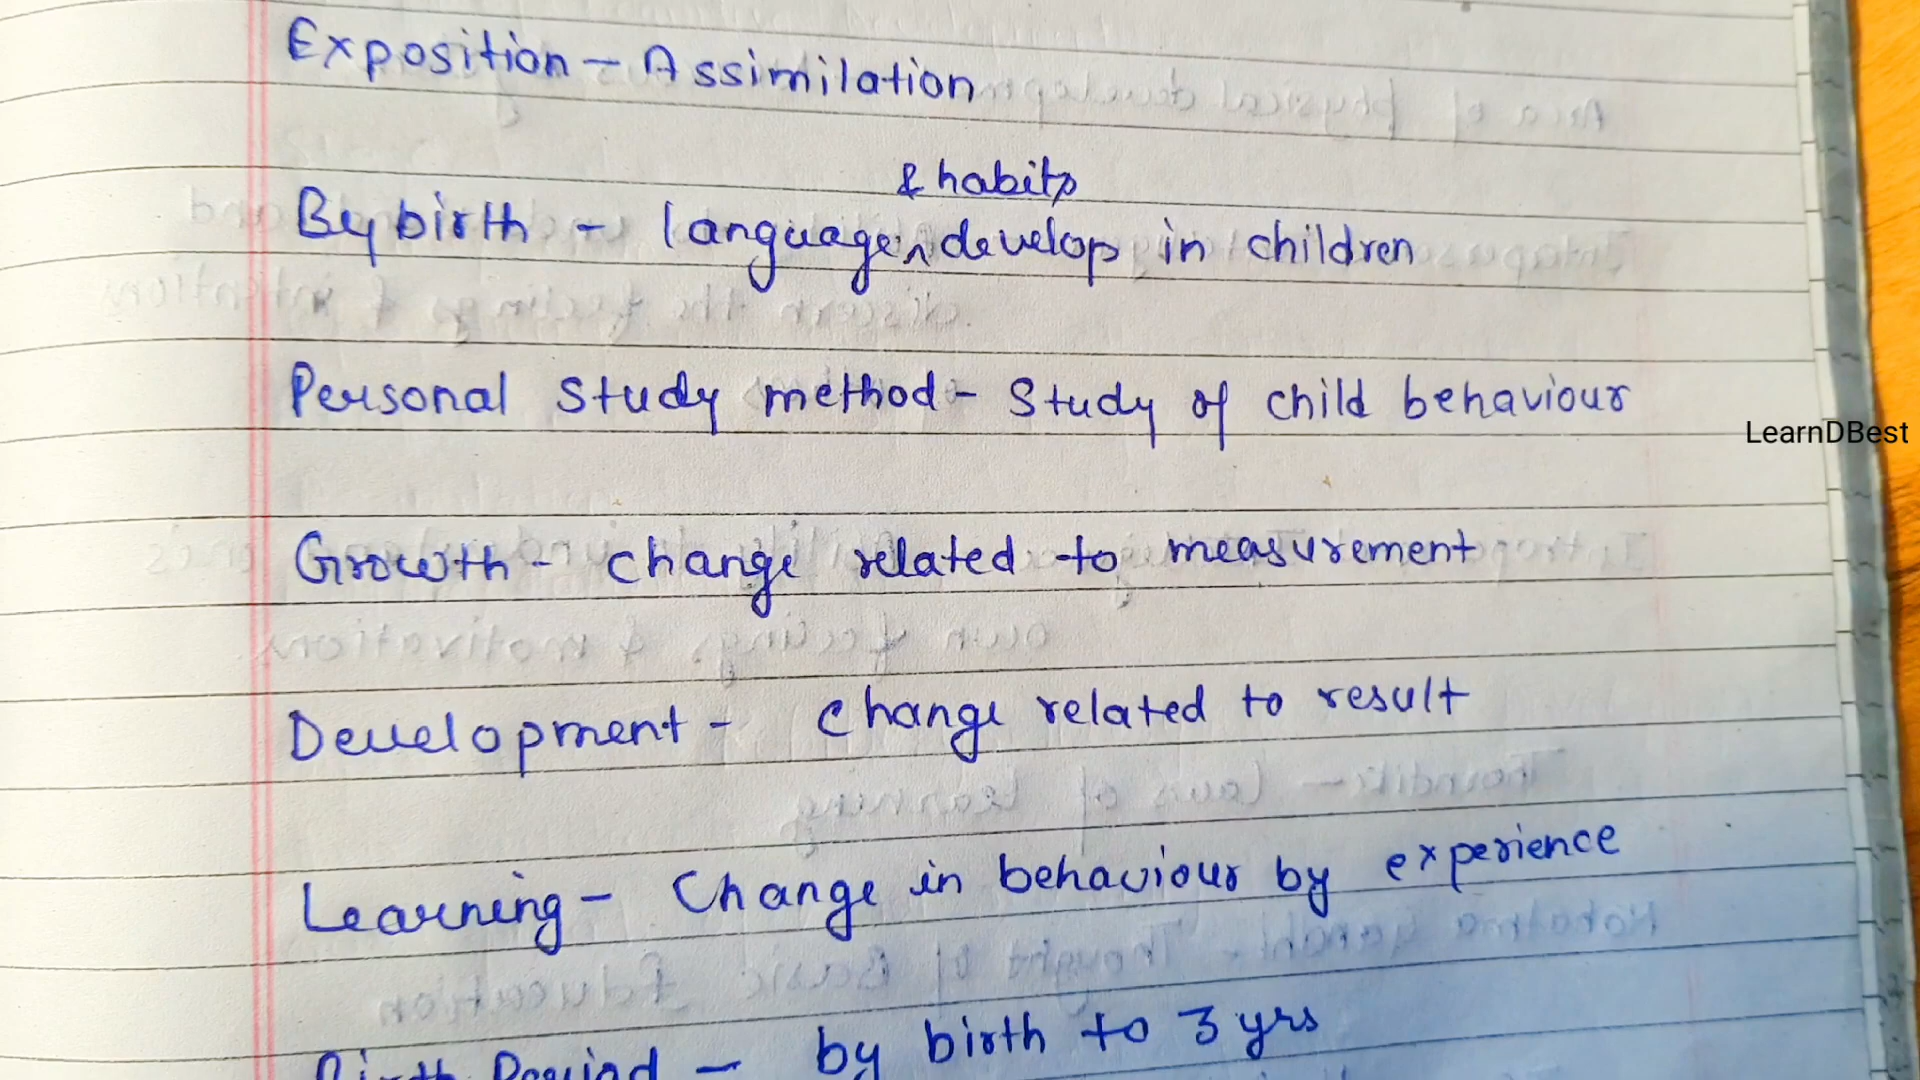 Exposition - Assimilation
& habits
By birth - language ^ develop in children
Personal Study method - Study of child behaviour
LearnDBest
Growth - change related to measurement
Development - change related to result
Learning - Change in behaviour by experience
Birth Period - by birth to 3 yrs